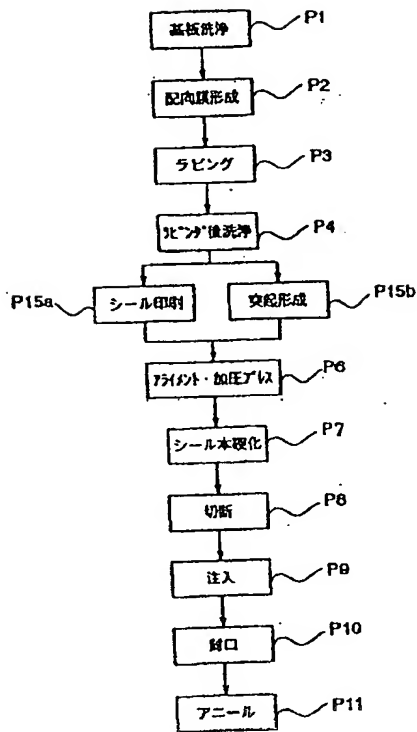 基板洗浄 P1
配向膜形成 P2
ラビング P3
ラビング後洗浄 P4
P15a シール印刷 突起形成 P15b
アライメント・加圧プレス P6
シール本硬化 P7
切断 P8
注入 P9
封口 P10
アニール P11